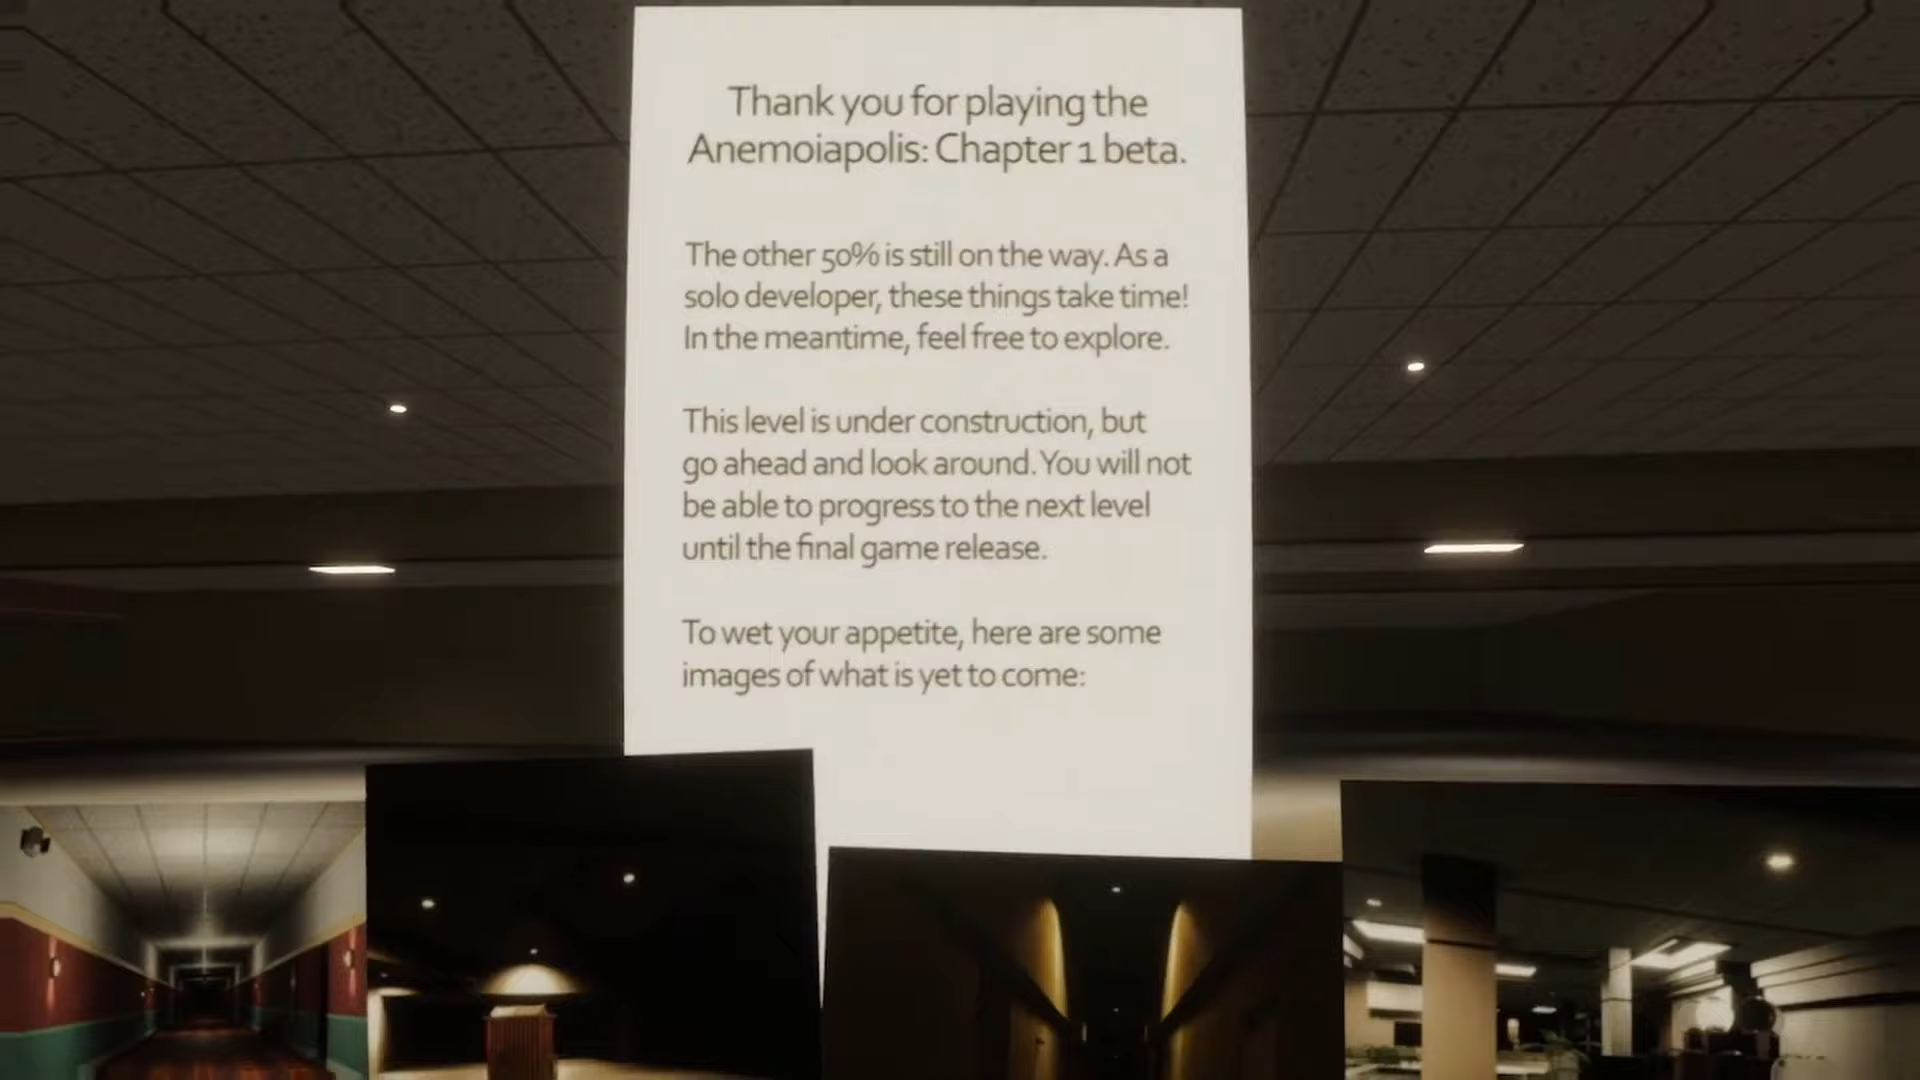 Thank you for playing the
Anemoiapolis: Chapter 1 beta.
The other 50% is still on the way. As a
solo developer, these things take time!
In the meantime, feel free to explore.
This level is under construction, but
go ahead and look around. You will not
be able to progress to the next level
until the final game release.
To wet your appetite, here are some
images of what is yet to come: